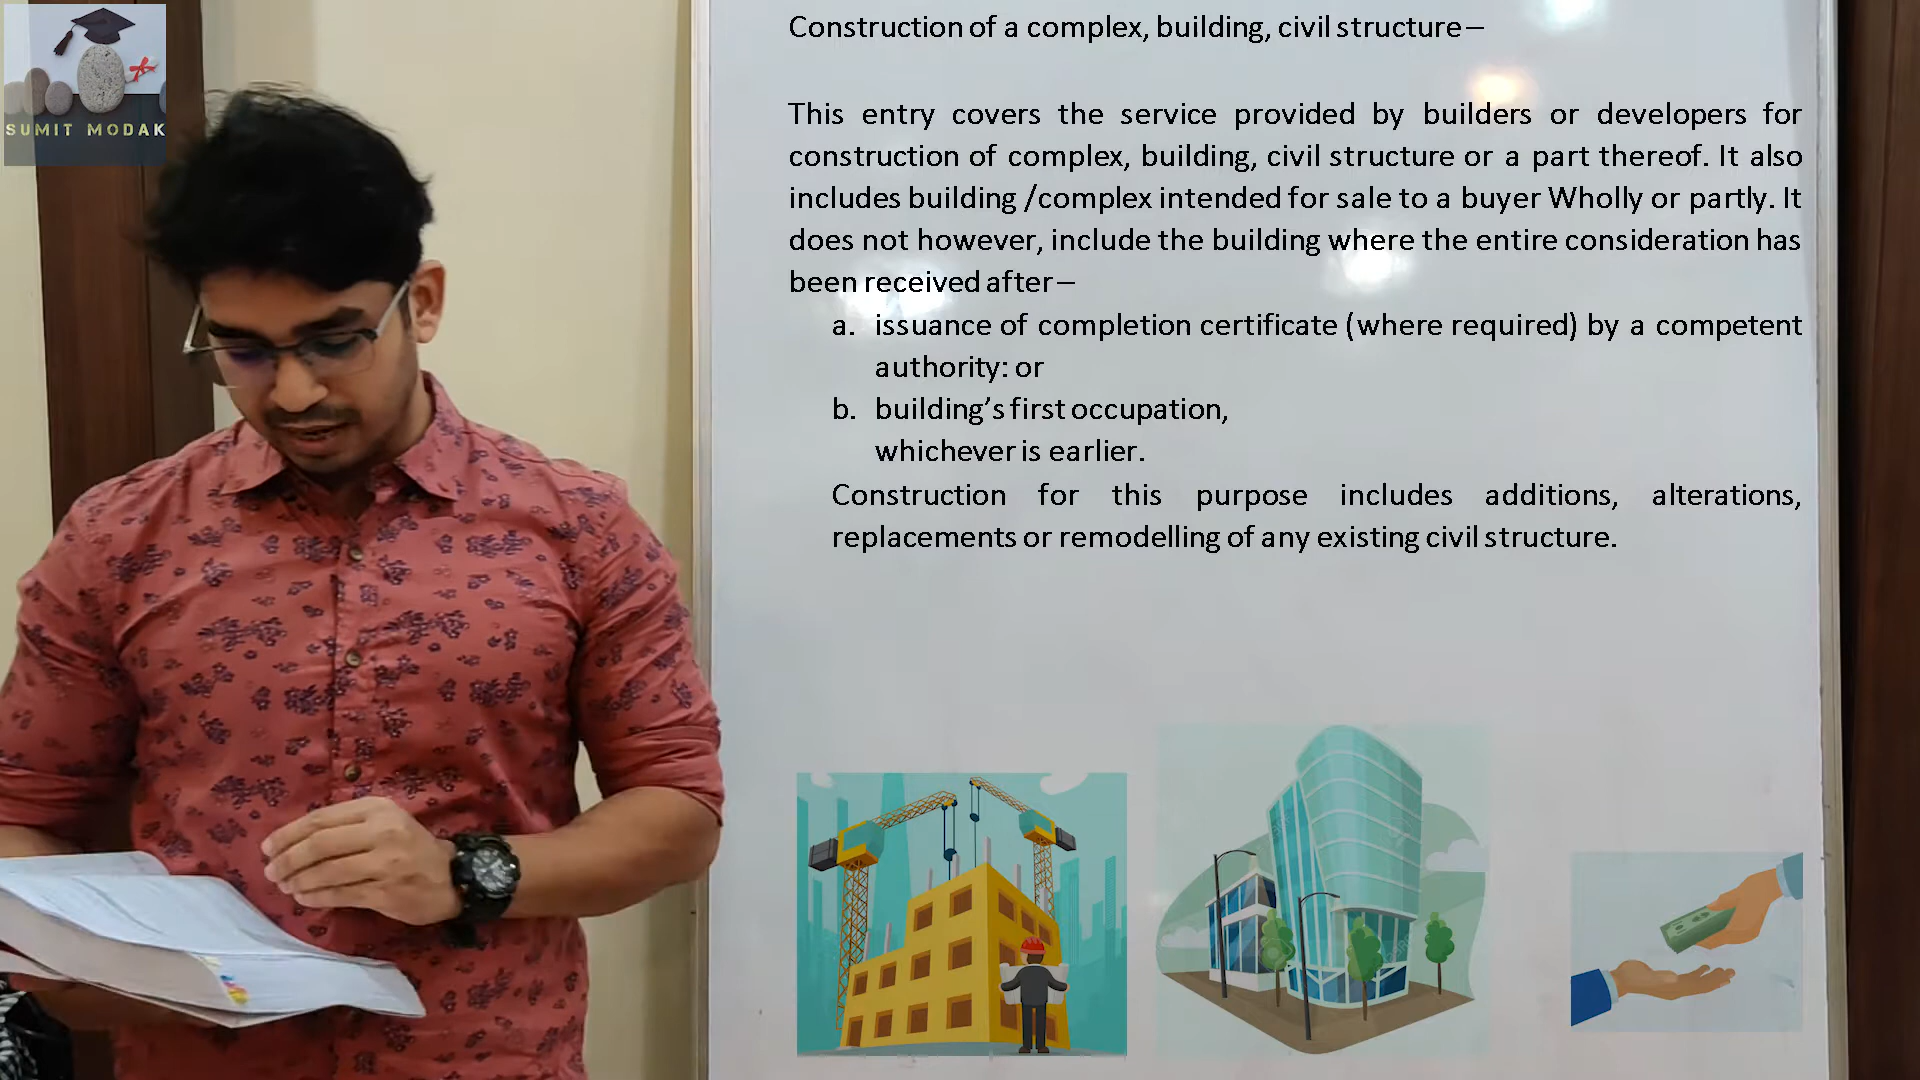 SUMIT MODAK
Construction of a complex, building, civil structure –
This entry covers the service provided by builders or developers for
construction of complex, building, civil structure or a part thereof. It also
includes building /complex intended for sale to a buyer Wholly or partly. It
does not however, include the building where the entire consideration has
been received after –
a. issuance of completion certificate (where required) by a competent
authority: or
b. building’s first occupation,
whichever is earlier.
Construction for this purpose includes additions, alterations,
replacements or remodelling of any existing civil structure.